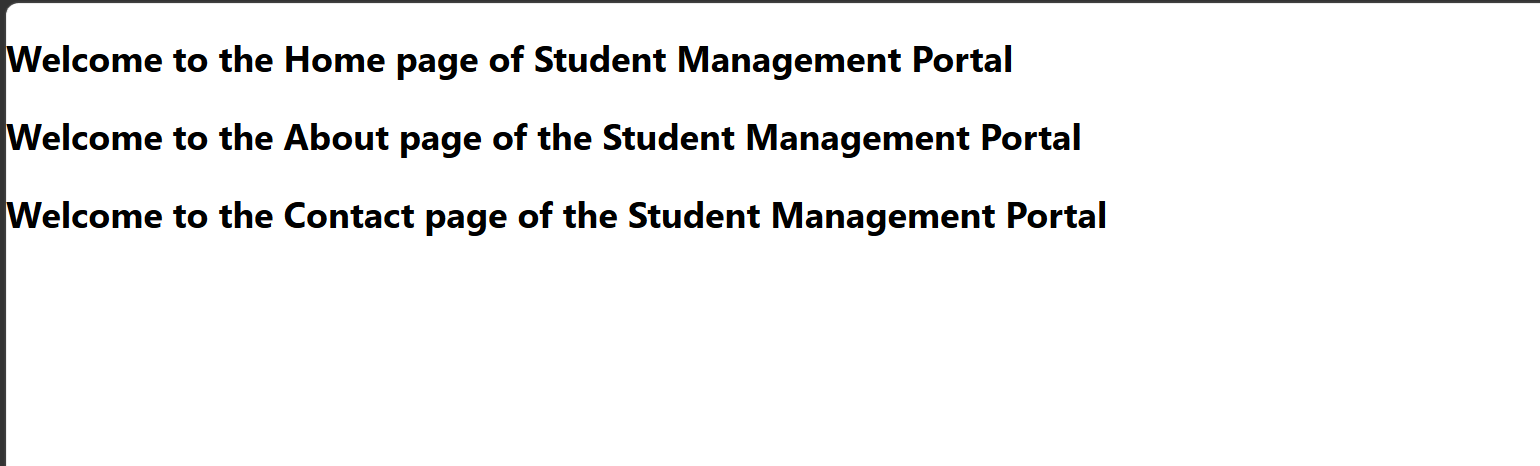 Welcome to the Home page of Student Management Portal
Welcome to the About page of the Student Management Portal
Welcome to the Contact page of the Student Management Portal